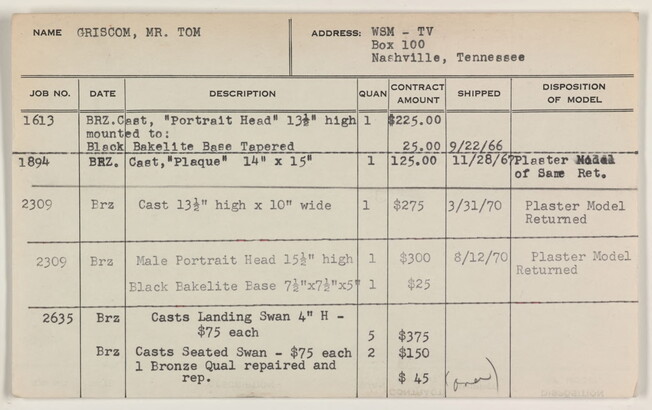 NAME GRISCOM, MR. TOM ADDRESS: WSM - TV
Box 100
Nashville, Tennessee
JOB NO. DATE DESCRIPTION QUAN CONTRACT AMOUNT SHIPPED DISPOSITION OF MODEL
1613 BRZ.Cast, "Portrait Head" 13½" high 1 $225.00
mounted to:
Black Bakelite Base Tapered 25.00 9/22/66
1894 BRZ. Cast,"Plaque" 14" x 15" 1 125.00 11/28/67 Plaster Model
of Same Ret.
2309 Brz Cast 13½" high x 10" wide 1 $275 3/31/70 Plaster Model
Returned
2309 Brz Male Portrait Head 15½" high 1 $300 8/12/70 Plaster Model
Returned
Black Bakelite Base 7½"x7½"x5" 1 $25
2635 Brz Casts Landing Swan 4" H -
$75 each 5 $375
Brz Casts Seated Swan - $75 each 2 $150
1 Bronze Qual repaired and
rep. $ 45 (over)